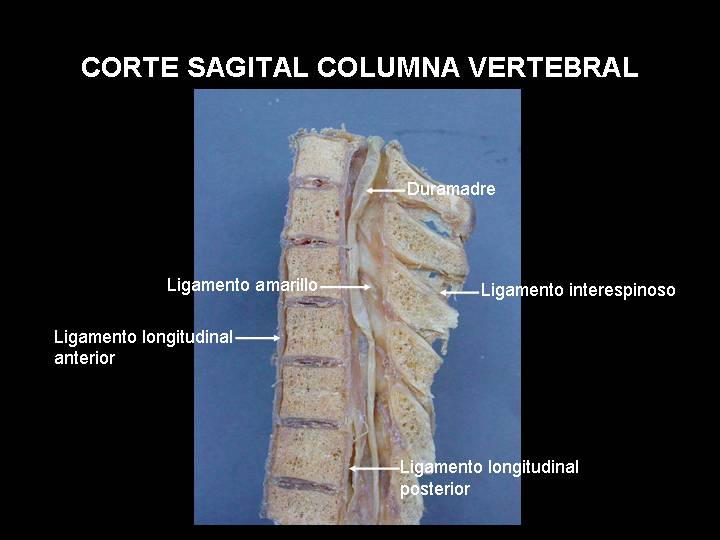 CORTE SAGITAL COLUMNA VERTEBRAL
Duramadre
Ligamento amarillo
Ligamento interespinoso
Ligamento longitudinal
anterior
Ligamento longitudinal
posterior